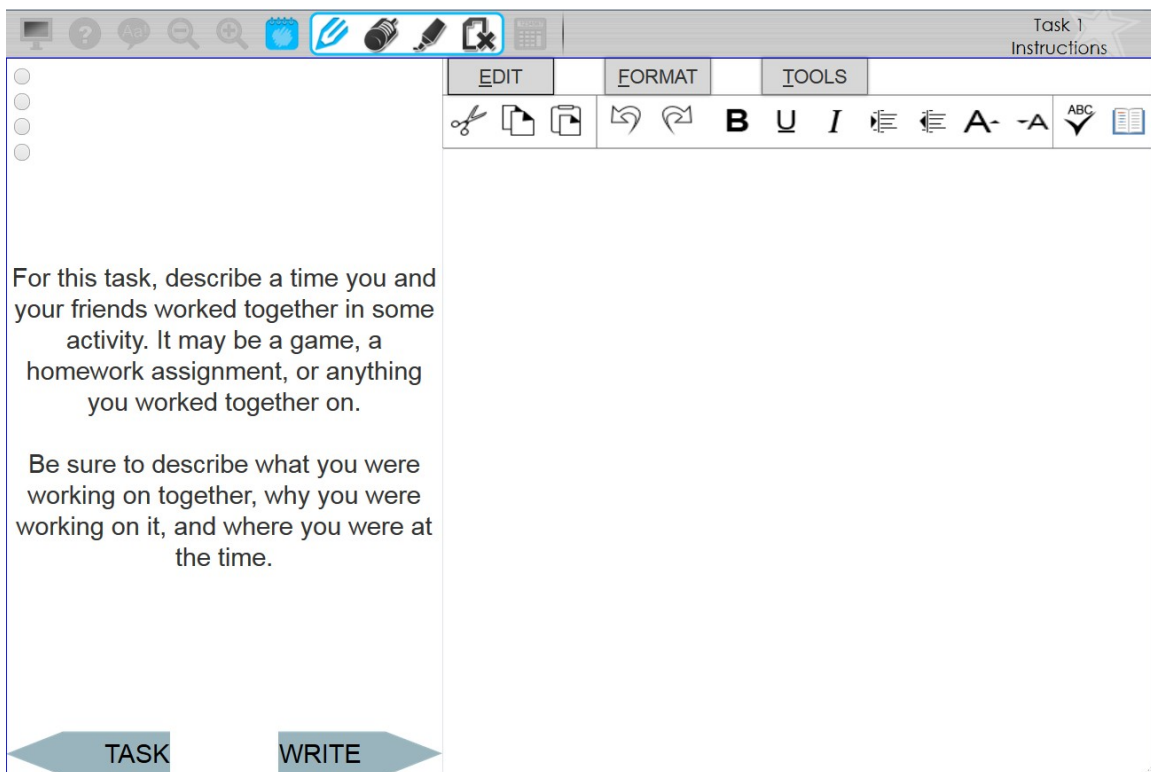 Task 1
Instructions
EDIT
FORMAT
TOOLS
B U I A- -A ABC
For this task, describe a time you and
your friends worked together in some
activity. It may be a game, a
homework assignment, or anything
you worked together on.
Be sure to describe what you were
working on together, why you were
working on it, and where you were at
the time.
TASK
WRITE